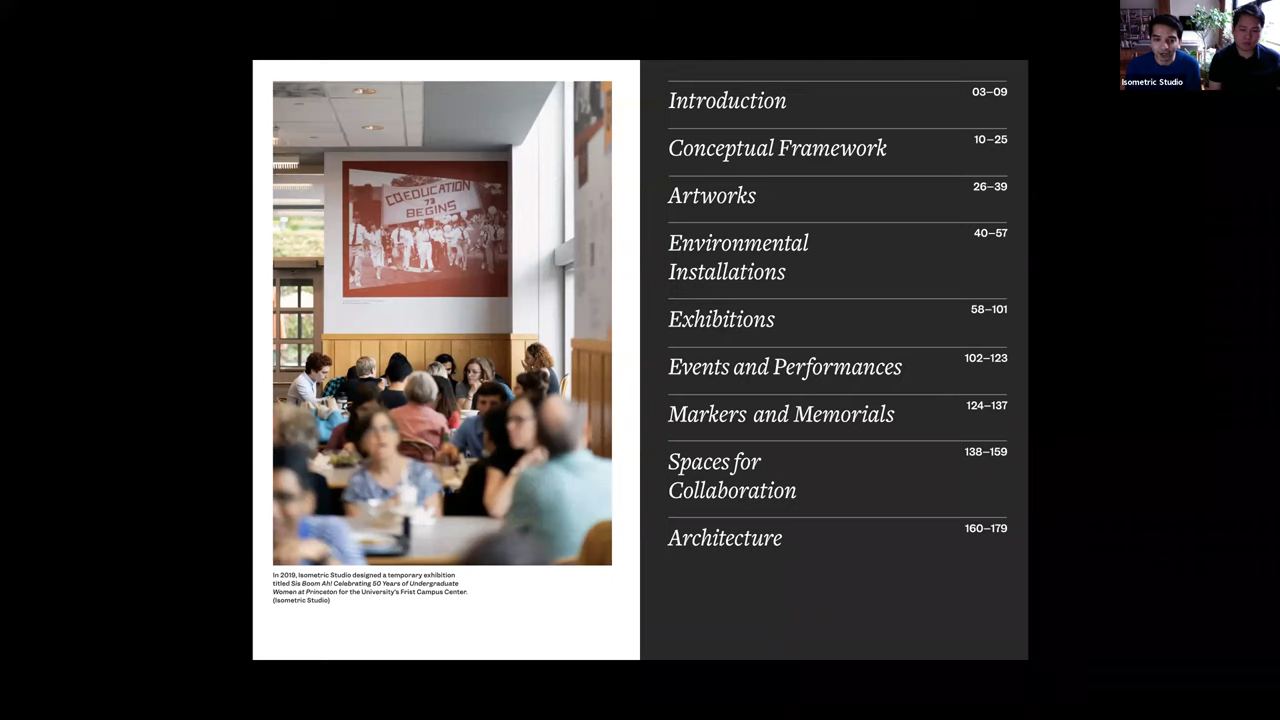 CO EDUCATION
73
BEGINS
In 2019, Isometric Studio designed a temporary exhibition
titled Sis Boom Ah! Celebrating 50 Years of Undergraduate
Women at Princeton for the University's Frist Campus Center.
(Isometric Studio)
Introduction 03–09
Conceptual Framework 10–25
Artworks 26–39
Environmental 40–57
Installations
Exhibitions 58–101
Events and Performances 102–123
Markers and Memorials 124–137
Spaces for 138–159
Collaboration
Architecture 160–179
Isometric Studio